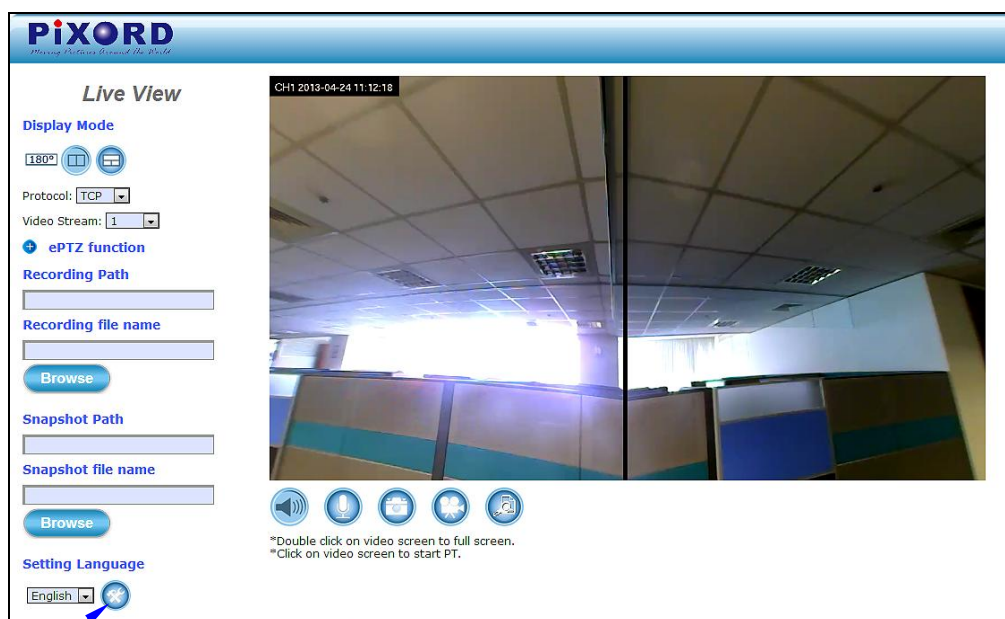 PiXORD
Moving Pictures Around the World
Live View
Display Mode
180°
Protocol: TCP
Video Stream: 1
ePTZ function
Recording Path
Recording file name
Browse
Snapshot Path
Snapshot file name
Browse
Setting Language
English
CH1 2013-04-24 11:12:18
*Double click on video screen to full screen.
*Click on video screen to start PT.